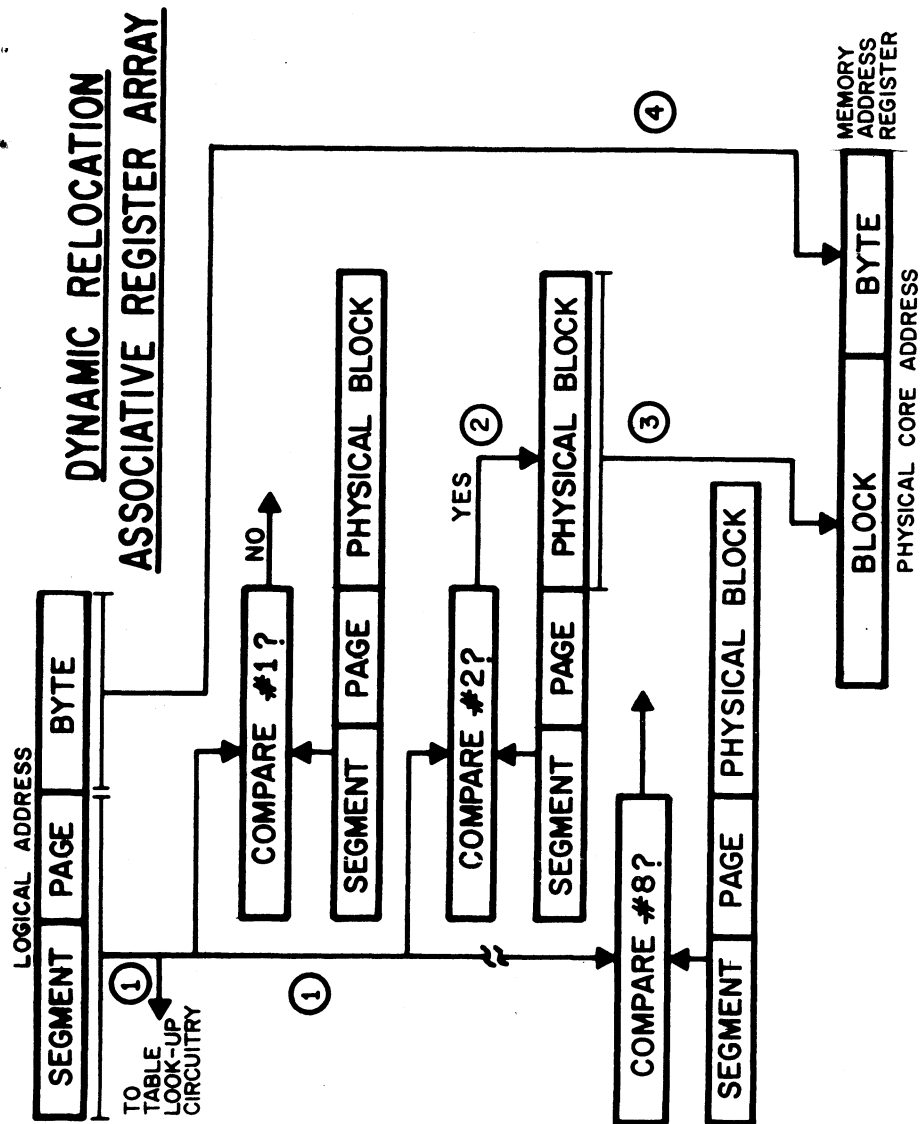 DYNAMIC RELOCATION
ASSOCIATIVE REGISTER ARRAY
LOGICAL ADDRESS
SEGMENT PAGE BYTE
1
TO
TABLE
LOOK-UP
CIRCUITRY
1
COMPARE #1?
NO
SEGMENT PAGE PHYSICAL BLOCK
COMPARE #2?
YES
2
SEGMENT PAGE PHYSICAL BLOCK
3
4
COMPARE #8?
SEGMENT PAGE PHYSICAL BLOCK
BLOCK BYTE
MEMORY
ADDRESS
REGISTER
PHYSICAL CORE ADDRESS